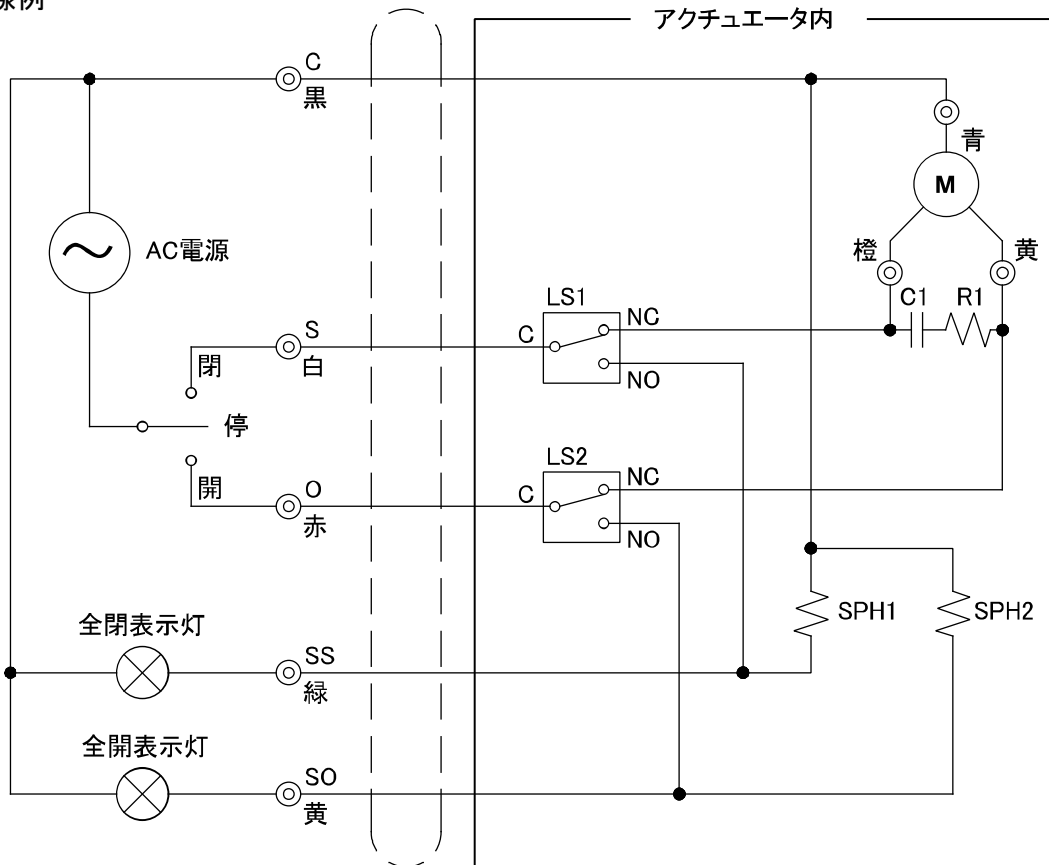 線例
アクチュエータ内
C
黒
青
M
AC電源
橙
黄
C1
R1
LS1
NC
S
C
閉
白
NO
停
LS2
NC
開
O
C
赤
NO
全閉表示灯
SPH1
SPH2
SS
緑
全開表示灯
SO
黄